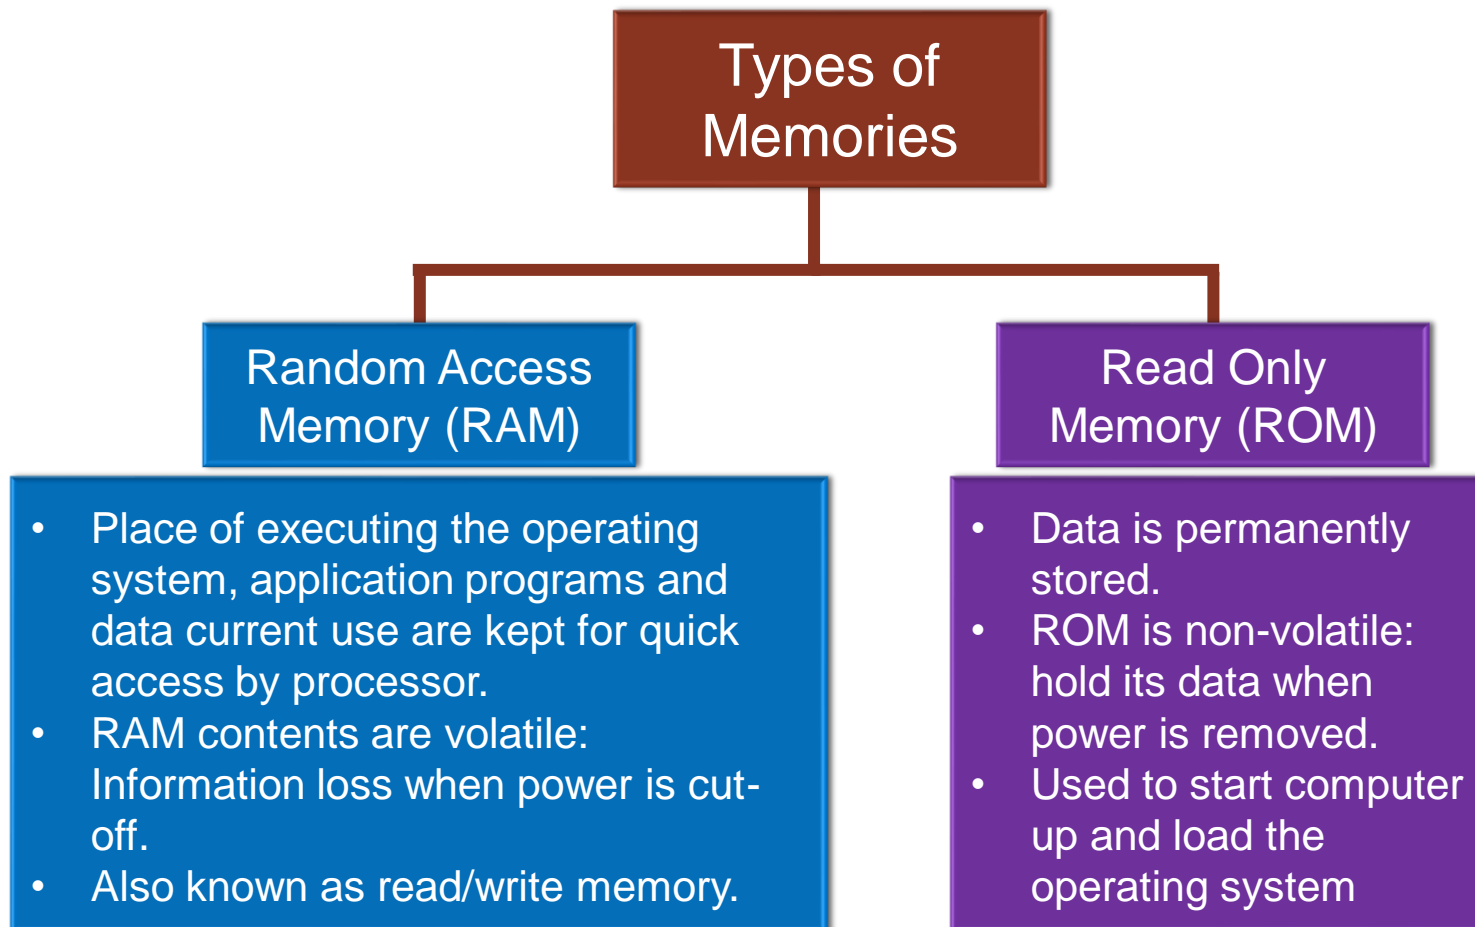 Types of
Memories
Random Access
Memory (RAM)
• Place of executing the operating
system, application programs and
data current use are kept for quick
access by processor.
• RAM contents are volatile:
Information loss when power is cut-
off.
• Also known as read/write memory.
Read Only
Memory (ROM)
• Data is permanently
stored.
• ROM is non-volatile:
hold its data when
power is removed.
• Used to start computer
up and load the
operating system